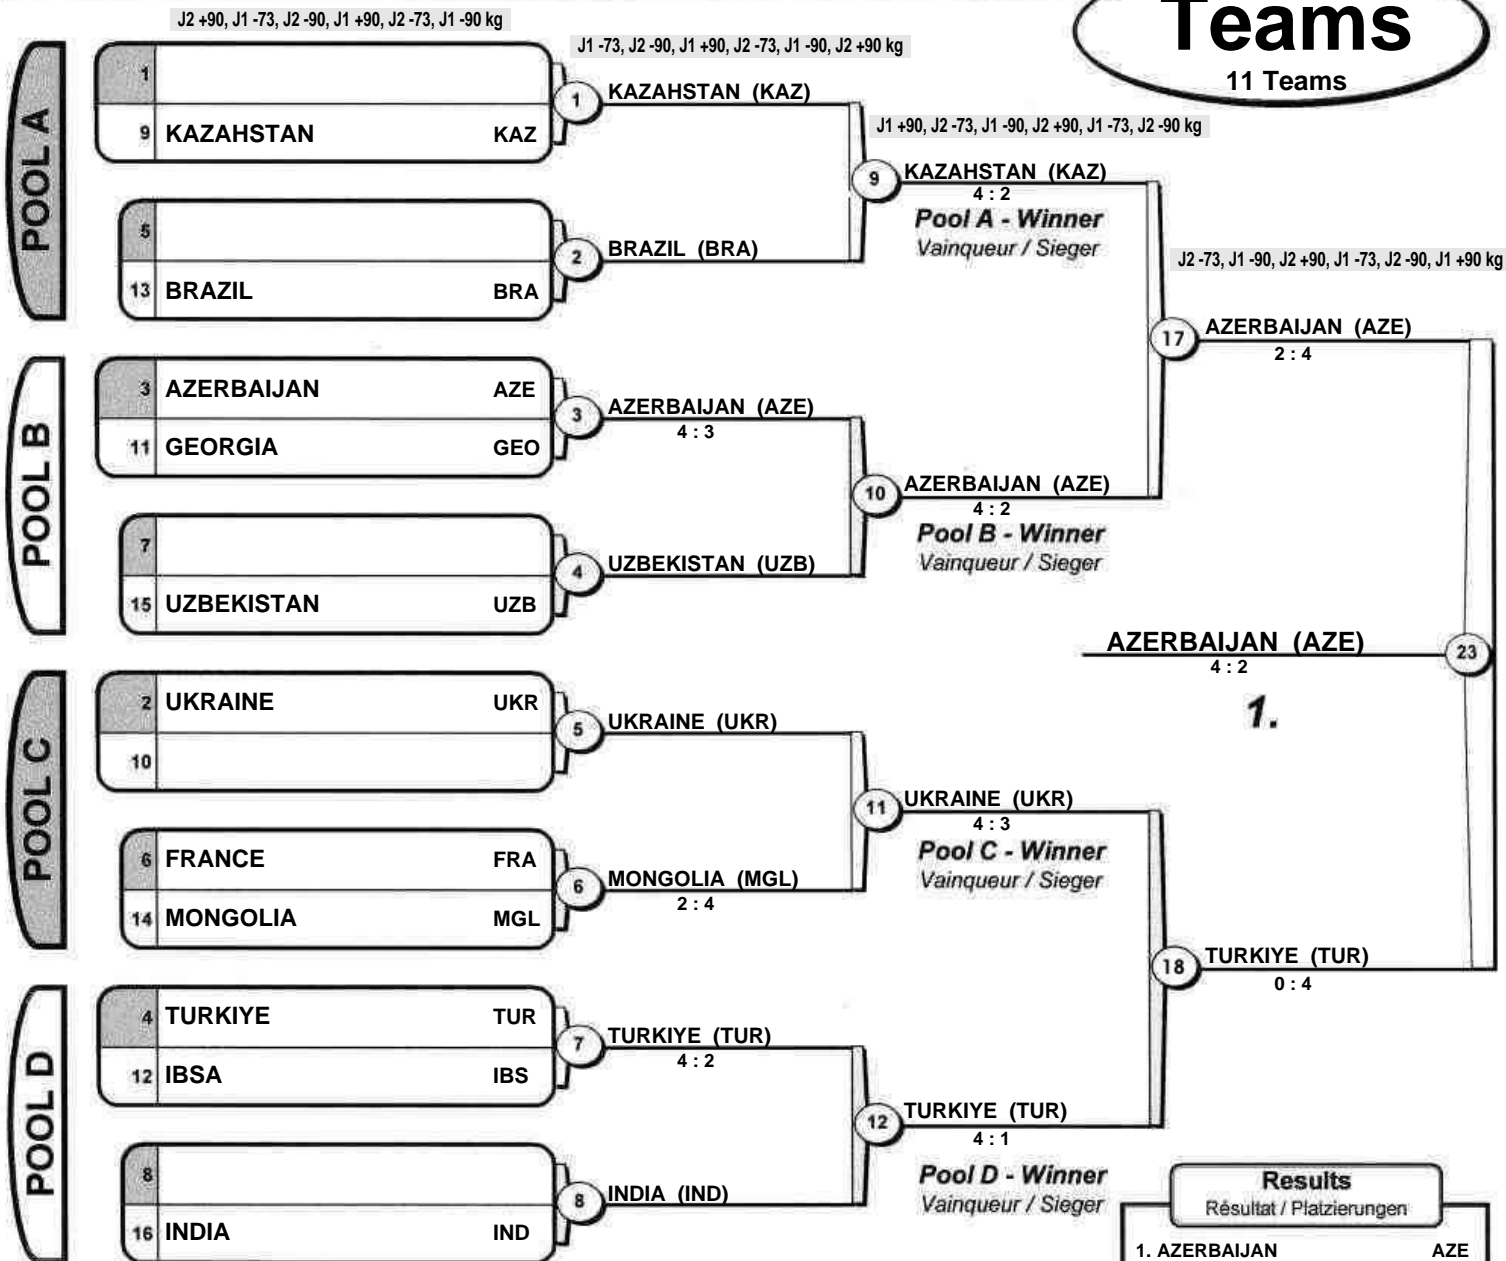 Teams
11 Teams
J2 +90, J1 -73, J2 -90, J1 +90, J2 -73, J1 -90 kg
J1 -73, J2 -90, J1 +90, J2 -73, J1 -90, J2 +90 kg
J1 +90, J2 -73, J1 -90, J2 +90, J1 -73, J2 -90 kg
J2 -73, J1 -90, J2 +90, J1 -73, J2 -90, J1 +90 kg
POOL A
1
9 KAZAHSTAN KAZ
1 KAZAHSTAN (KAZ)
5
13 BRAZIL BRA
2 BRAZIL (BRA)
9 KAZAHSTAN (KAZ)
4 : 2
Pool A - Winner
Vainqueur / Sieger
POOL B
3 AZERBAIJAN AZE
11 GEORGIA GEO
3 AZERBAIJAN (AZE)
4 : 3
7
15 UZBEKISTAN UZB
4 UZBEKISTAN (UZB)
10 AZERBAIJAN (AZE)
4 : 2
Pool B - Winner
Vainqueur / Sieger
17 AZERBAIJAN (AZE)
2 : 4
POOL C
2 UKRAINE UKR
10
5 UKRAINE (UKR)
6 FRANCE FRA
14 MONGOLIA MGL
6 MONGOLIA (MGL)
2 : 4
11 UKRAINE (UKR)
4 : 3
Pool C - Winner
Vainqueur / Sieger
POOL D
4 TURKIYE TUR
12 IBSA IBS
7 TURKIYE (TUR)
4 : 2
8
16 INDIA IND
8 INDIA (IND)
12 TURKIYE (TUR)
4 : 1
Pool D - Winner
Vainqueur / Sieger
18 TURKIYE (TUR)
0 : 4
AZERBAIJAN (AZE) 23
4 : 2
1.
Results
Résultat / Platzierungen
1. AZERBAIJAN AZE